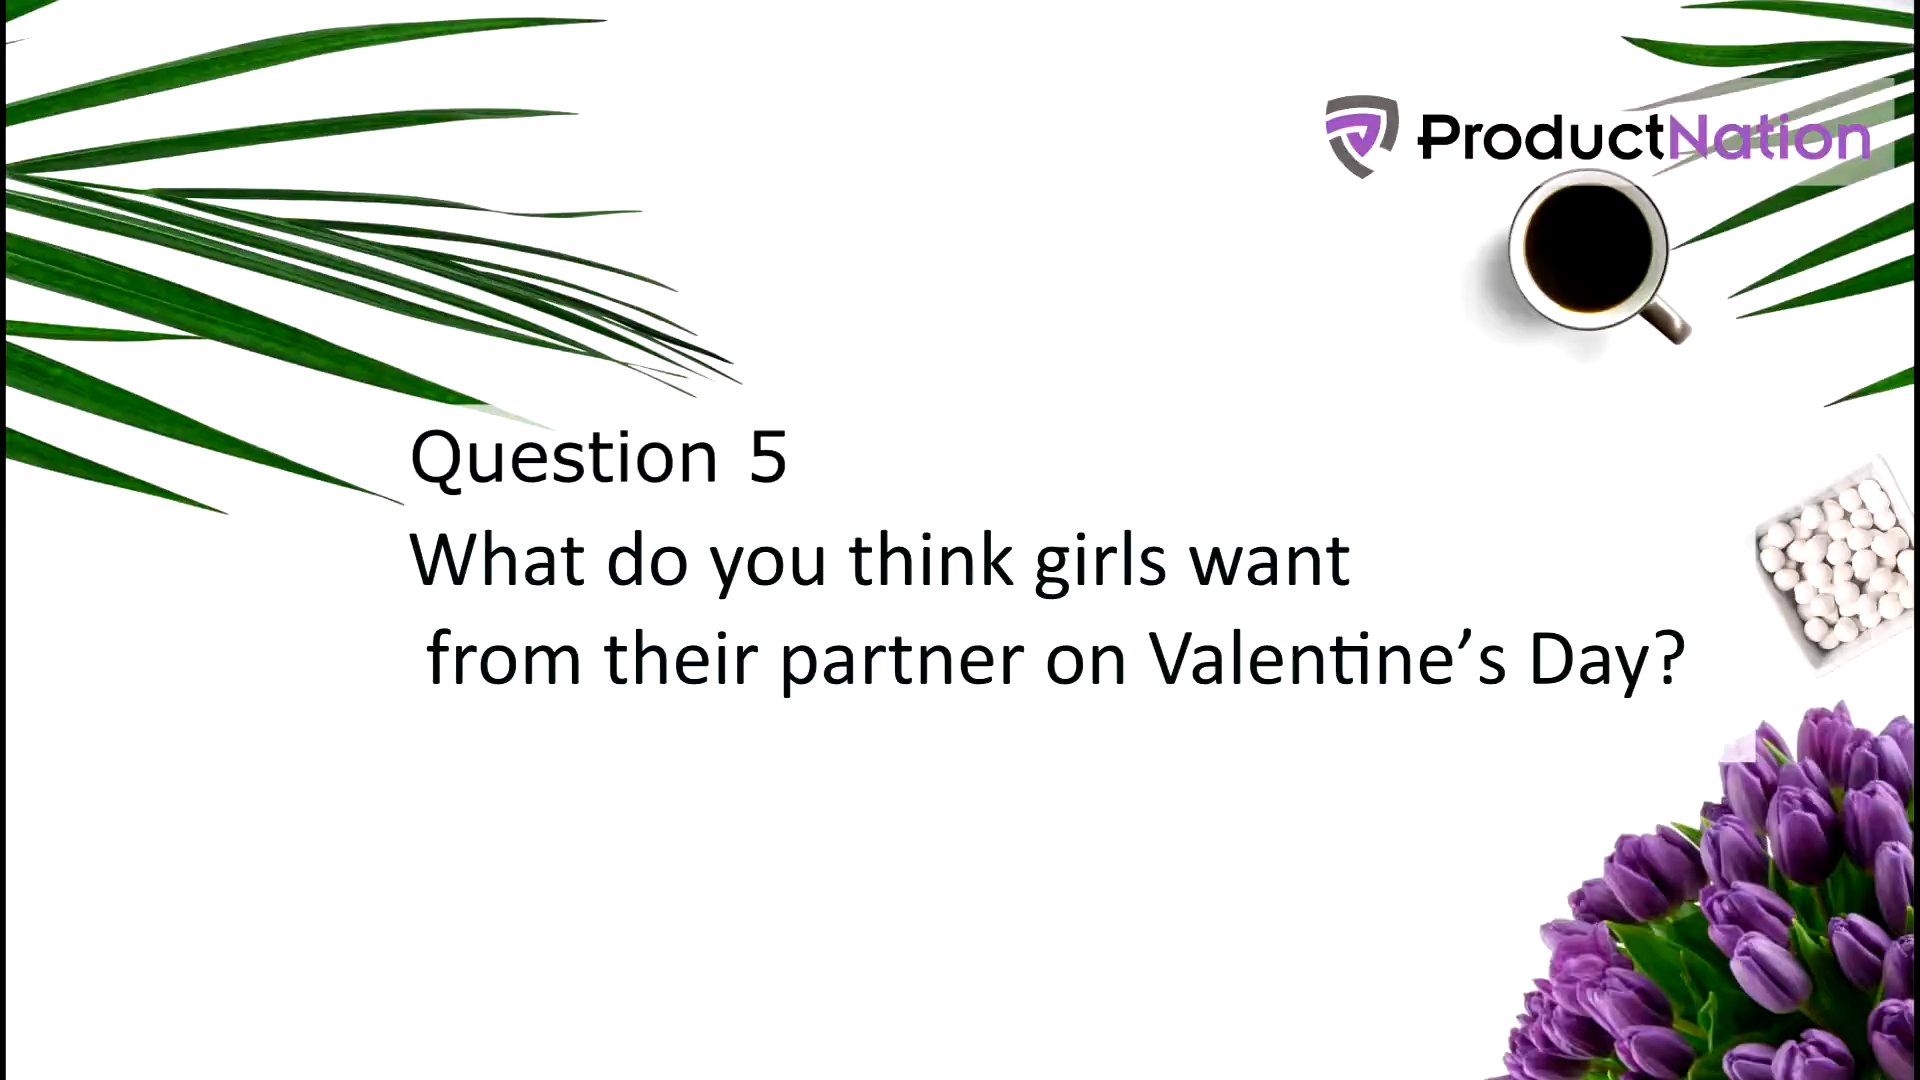 ProductNation
Question 5
What do you think girls want
from their partner on Valentine’s Day?